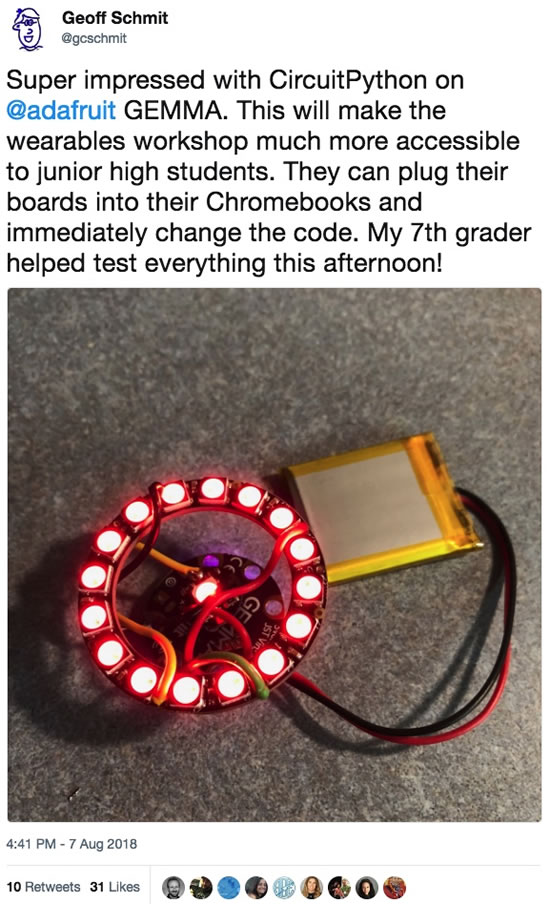 Geoff Schmit
@gcschmit
Super impressed with CircuitPython on
@adafruit GEMMA. This will make the
wearables workshop much more accessible
to junior high students. They can plug their
boards into their Chromebooks and
immediately change the code. My 7th grader
helped test everything this afternoon!
GEMMA
4:41 PM - 7 Aug 2018
10 Retweets 31 Likes